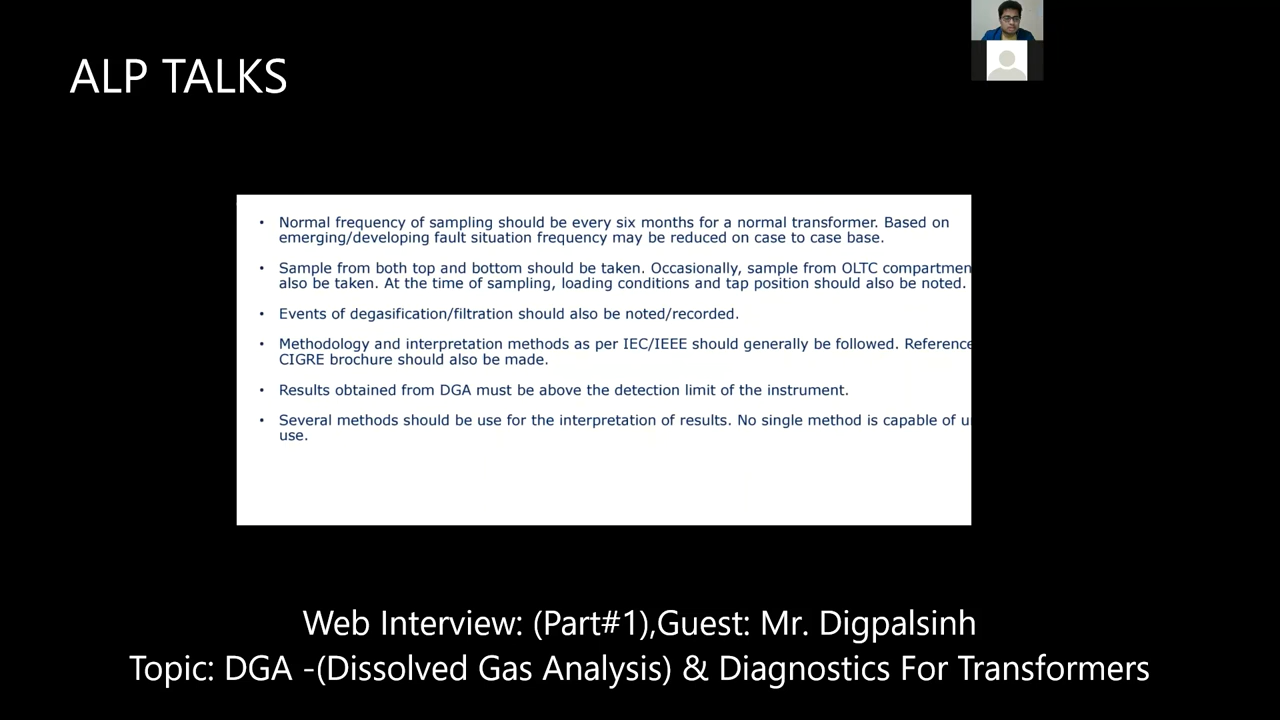 ALP TALKS
• Normal frequency of sampling should be every six months for a normal transformer. Based on
emerging/developing fault situation frequency may be reduced on case to case base.
• Sample from both top and bottom should be taken. Occasionally, sample from OLTC compartmen
also be taken. At the time of sampling, loading conditions and tap position should also be noted.
• Events of degasification/filtration should also be noted/recorded.
• Methodology and interpretation methods as per IEC/IEEE should generally be followed. Reference
CIGRE brochure should also be made.
• Results obtained from DGA must be above the detection limit of the instrument.
• Several methods should be use for the interpretation of results. No single method is capable of u
use.
Web Interview: (Part#1),Guest: Mr. Digpalsinh
Topic: DGA -(Dissolved Gas Analysis) & Diagnostics For Transformers